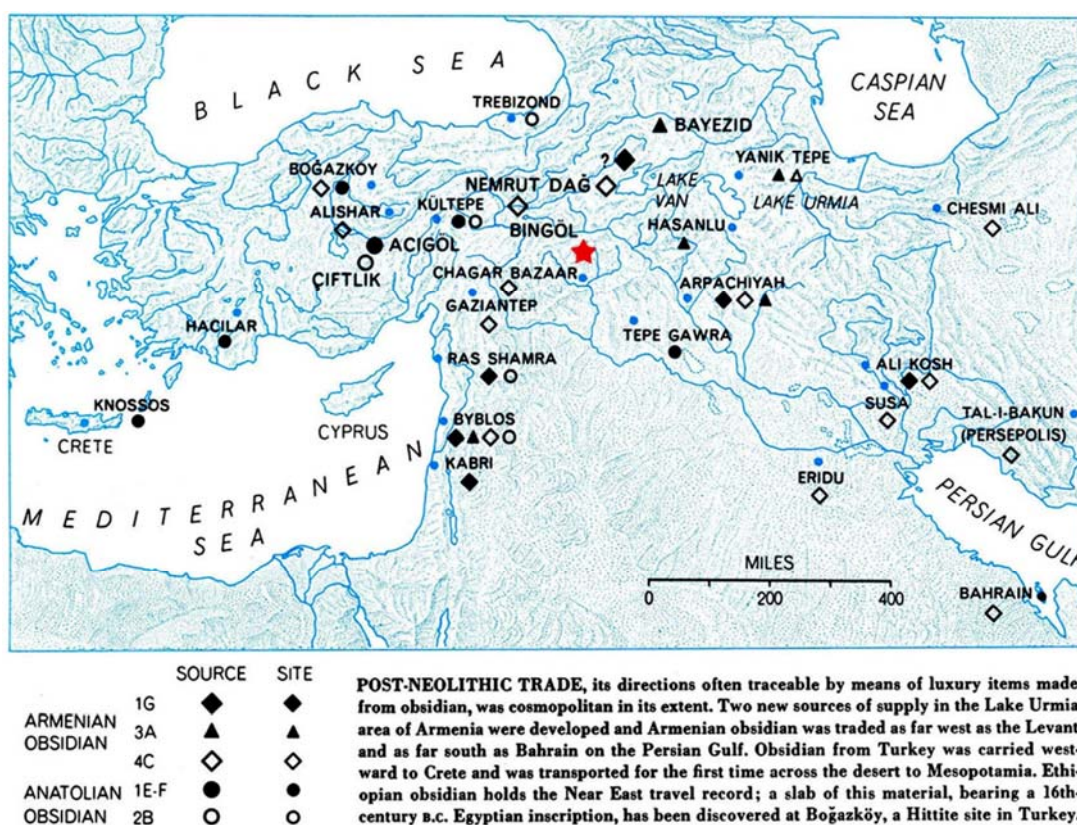 BLACK SEA
CASPIAN
SEA
TREBIZOND
BAYEZID
?
YANIK TEPE
BOĞAZKÖY
NEMRUT DAĞ
LAKE
VAN
LAKE URMIA
ALISHAR
KÜLTEPE
BINGÖL
HASANLU
CHESMI ALI
ACIGÖL
ÇIFTLIK
CHAGAR BAZAAR
ARPACHIYAH
GAZIANTEP
HACILAR
TEPE GAWRA
RAS SHAMRA
ALI KOSH
KNOSSOS
CRETE
CYPRUS
BYBLOS
SUSA
TAL-I-BAKUN
(PERSEPOLIS)
KABRI
ERIDU
MEDITERRANEAN
SEA
PERSIAN GULF
MILES
0 200 400
BAHRAIN
SOURCE SITE
ARMENIAN
OBSIDIAN
1G
3A
4C
ANATOLIAN
OBSIDIAN
1E-F
2B
POST-NEOLITHIC TRADE, its directions often traceable by means of luxury items made
from obsidian, was cosmopolitan in its extent. Two new sources of supply in the Lake Urmia
area of Armenia were developed and Armenian obsidian was traded as far west as the Levant
and as far south as Bahrain on the Persian Gulf. Obsidian from Turkey was carried west-
ward to Crete and was transported for the first time across the desert to Mesopotamia. Ethi-
opian obsidian holds the Near East travel record; a slab of this material, bearing a 16th-
century B.C. Egyptian inscription, has been discovered at Boğazköy, a Hittite site in Turkey.